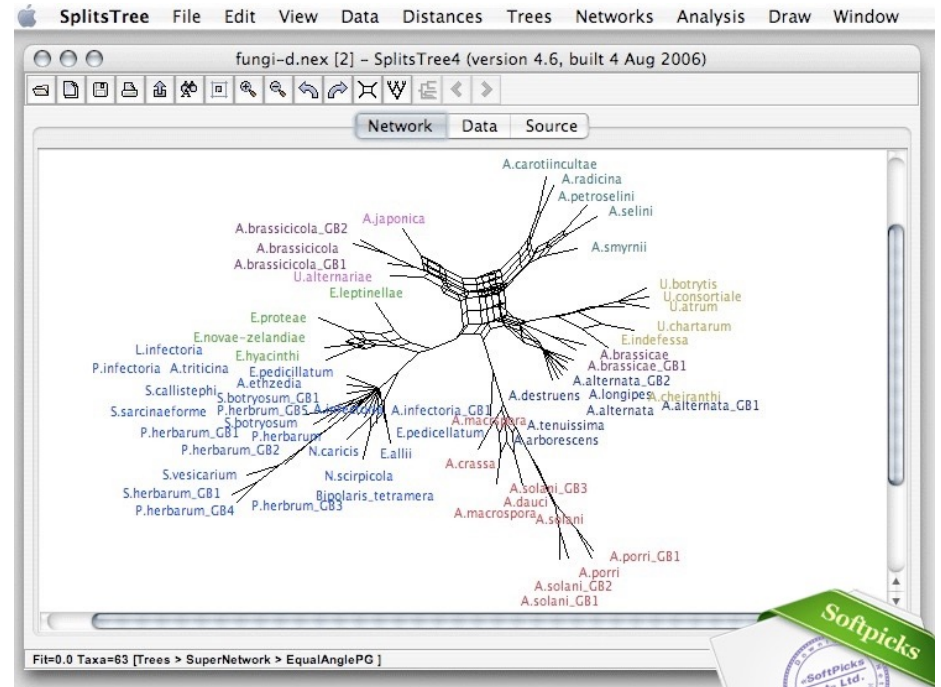 SplitsTree File Edit View Data Distances Trees Networks Analysis Draw Window
fungi-d.nex [2] – SplitsTree4 (version 4.6, built 4 Aug 2006)
Network Data Source
A.carotiincultae
A.radicina
A.petroselini
A.selini
A.japonica
A.brassicicola_GB2
A.brassicicola
A.smyrnii
A.brassicicola_GB1
U.alternariae
U.botrytis
E.leptinellae
U.consortiale
U.atrum
E.proteae
U.chartarum
E.novae-zelandiae
E.indefessa
L.infectoria
E.hyacinthi
A.brassicae
P.infectoria A.triticina
E.pedicillatum
A.brassicae_GB1
A.ethzedia
A.alternata_GB2
S.callistephi
S.botryosum_GB1
A.destruens
A.longipes
A.cheiranthi
S.sarcinaeforme
P.herbrum_GB5
A.infectoria_GB1
A.alternata
A.alternata_GB1
S.botryosum
A.macrospora
A.tenuissima
P.herbarum_GB1
P.herbarum
E.pedicellatum
A.arborescens
P.herbarum_GB2
N.caricis
E.allii
A.crassa
S.vesicarium
N.scirpicola
S.herbarum_GB1
Bipolaris_tetramera
A.solani_GB3
A.dauci
P.herbarum_GB4
P.herbrum_GB3
A.macrospora
A.solani
A.porri_GB1
A.porri
A.solani_GB2
A.solani_GB1
Softpicks
Fit=0.0 Taxa=63 [Trees > SuperNetwork > EqualAnglePG ]
«SoftPicks
Ltd.